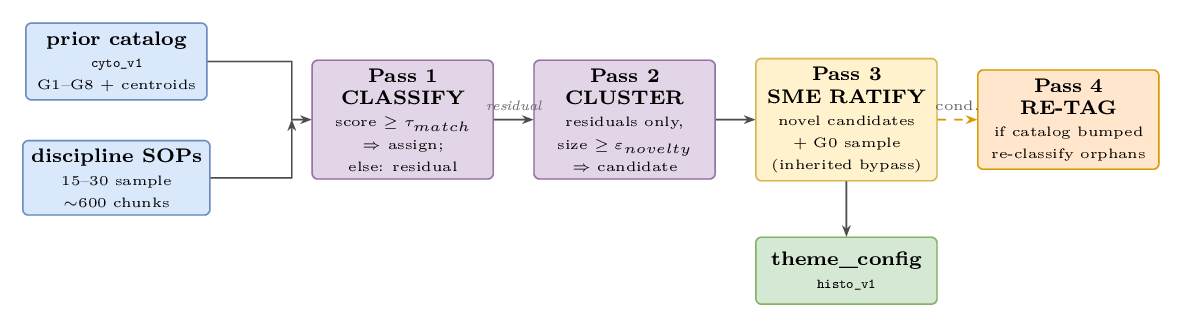 prior catalog
cyto_v1
G1–G8 + centroids
discipline SOPs
15–30 sample
~600 chunks
Pass 1
CLASSIFY
score ≥ τ_match
⇒ assign;
else: residual
residual
Pass 2
CLUSTER
residuals only,
size ≥ ε_novelty
⇒ candidate
Pass 3
SME RATIFY
novel candidates
+ G0 sample
(inherited bypass)
cond.
Pass 4
RE-TAG
if catalog bumped
re-classify orphans
theme_config
histo_v1